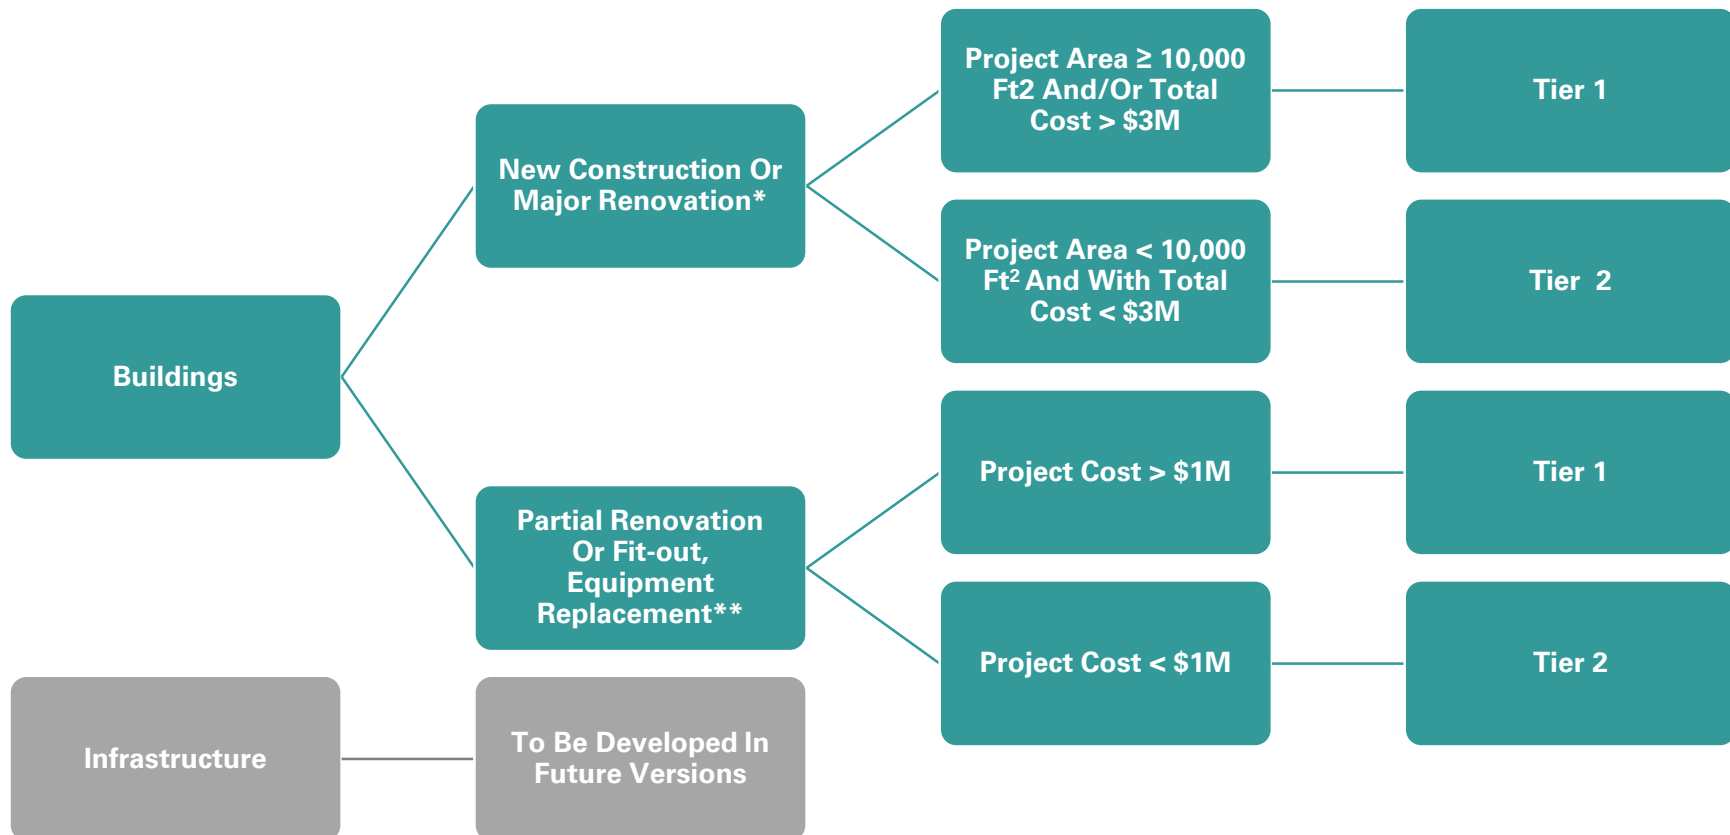 Buildings
New Construction Or
Major Renovation*
Project Area ≥ 10,000
Ft2 And/Or Total
Cost > $3M
Tier 1
Project Area < 10,000
Ft² And With Total
Cost < $3M
Tier 2
Partial Renovation
Or Fit-out,
Equipment
Replacement**
Project Cost > $1M
Tier 1
Project Cost < $1M
Tier 2
Infrastructure
To Be Developed In
Future Versions